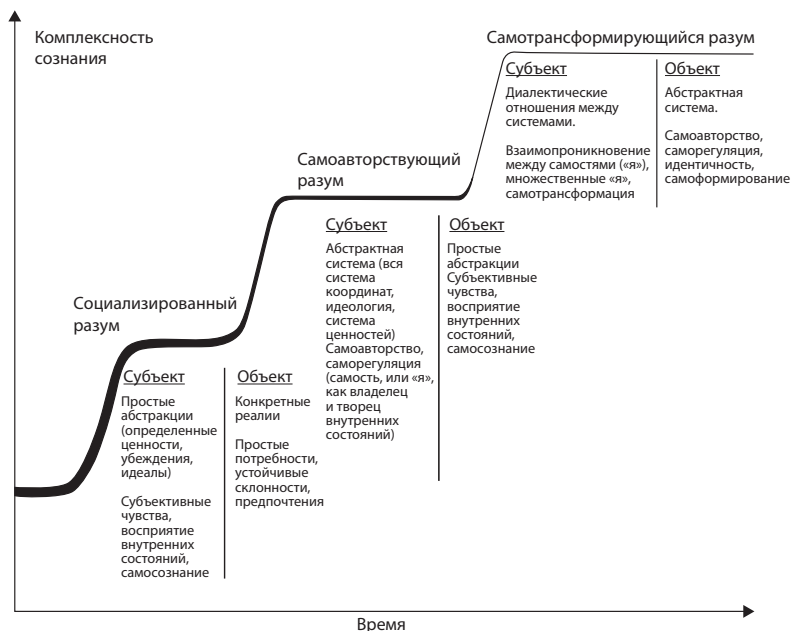 Комплексность
сознания
Самотрансформирующийся разум
Субъект
Диалектические
отношения между
системами.
Взаимопроникновение
между самостями («я»),
множественные «я»,
самотрансформация
Объект
Абстрактная
система.
Самоавторство,
саморегуляция,
идентичность,
самоформирование
Самоавторствующий
разум
Субъект
Абстрактная
система (вся
система
координат,
идеология,
система
ценностей)
Самоавторство,
саморегуляция
(самость, или «я»,
как владелец
и творец
внутренних
состояний)
Объект
Простые
абстракции
Субъективные
чувства,
восприятие
внутренних
состояний,
самосознание
Социализированный
разум
Субъект
Простые
абстракции
(определенные
ценности,
убеждения,
идеалы)
Субъективные
чувства,
восприятие
внутренних
состояний,
самосознание
Объект
Конкретные
реалии
Простые
потребности,
устойчивые
склонности,
предпочтения
Время